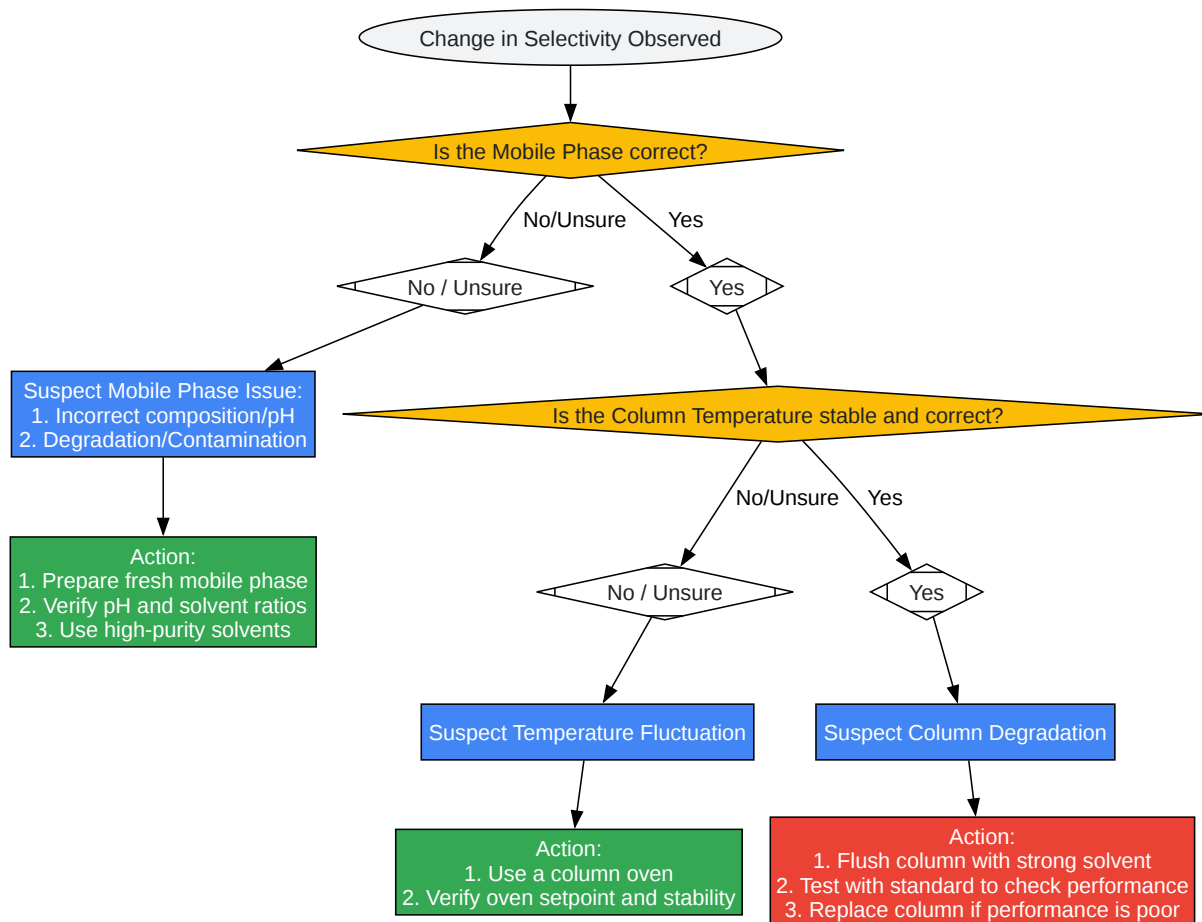 Change in Selectivity Observed
Is the Mobile Phase correct?
No/Unsure
Yes
No / Unsure
Yes
Suspect Mobile Phase Issue:
1. Incorrect composition/pH
2. Degradation/Contamination
Is the Column Temperature stable and correct?
No/Unsure
Yes
Action:
1. Prepare fresh mobile phase
2. Verify pH and solvent ratios
3. Use high-purity solvents
No / Unsure
Yes
Suspect Temperature Fluctuation
Suspect Column Degradation
Action:
1. Use a column oven
2. Verify oven setpoint and stability
Action:
1. Flush column with strong solvent
2. Test with standard to check performance
3. Replace column if performance is poor